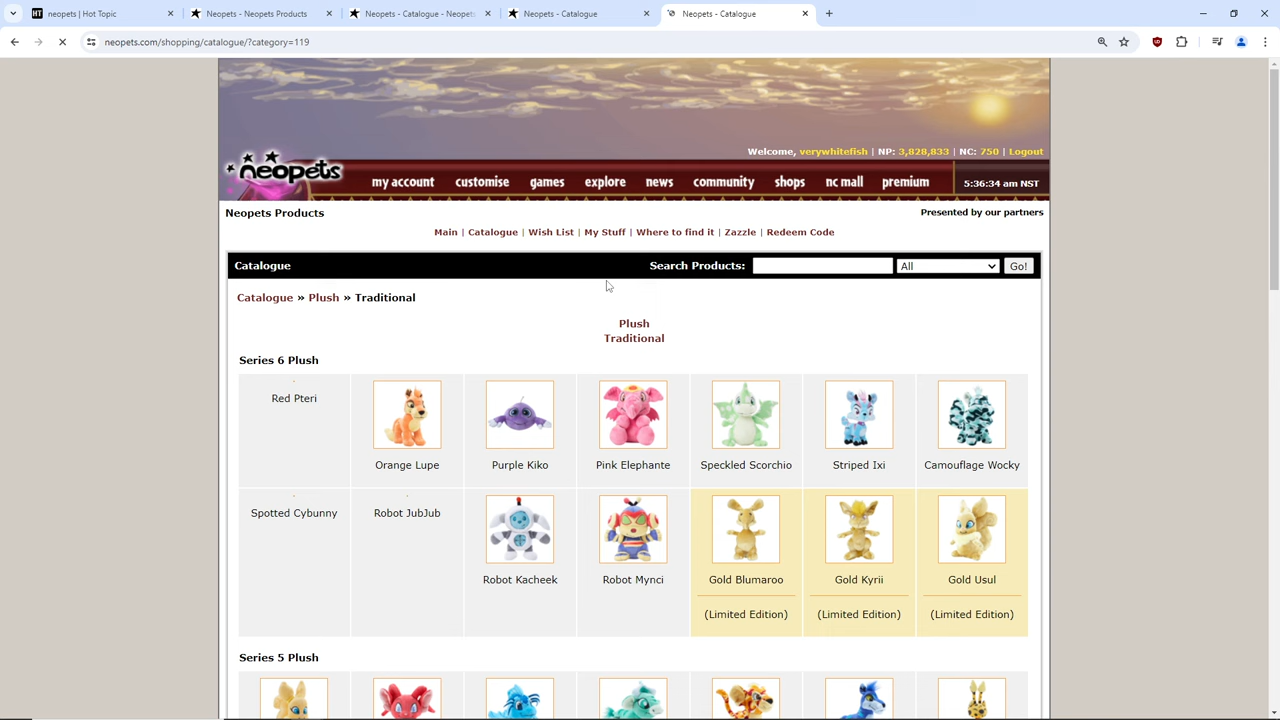 neopets | Hot Topic
Neopets - Neopets Products
Neopets - Catalogue - Neopets
Neopets - Catalogue
Neopets - Catalogue
neopets.com/shopping/catalogue/?category=119
Welcome, verywhitefish | NP: 3,828,833 | NC: 750 | Logout
neopets
my account customise games explore news community shops nc mall premium 5:36:34 am NST
Neopets Products Presented by our partners
Main | Catalogue | Wish List | My Stuff | Where to find it | Zazzle | Redeem Code
Catalogue Search Products: All Go!
Catalogue » Plush » Traditional
Plush
Traditional
Series 6 Plush
Red Pteri
Orange Lupe Purple Kiko Pink Elephante Speckled Scorchio Striped Ixi Camouflage Wocky
Spotted Cybunny Robot JubJub
Robot Kacheek Robot Mynci Gold Blumaroo Gold Kyrii Gold Usul
(Limited Edition) (Limited Edition) (Limited Edition)
Series 5 Plush